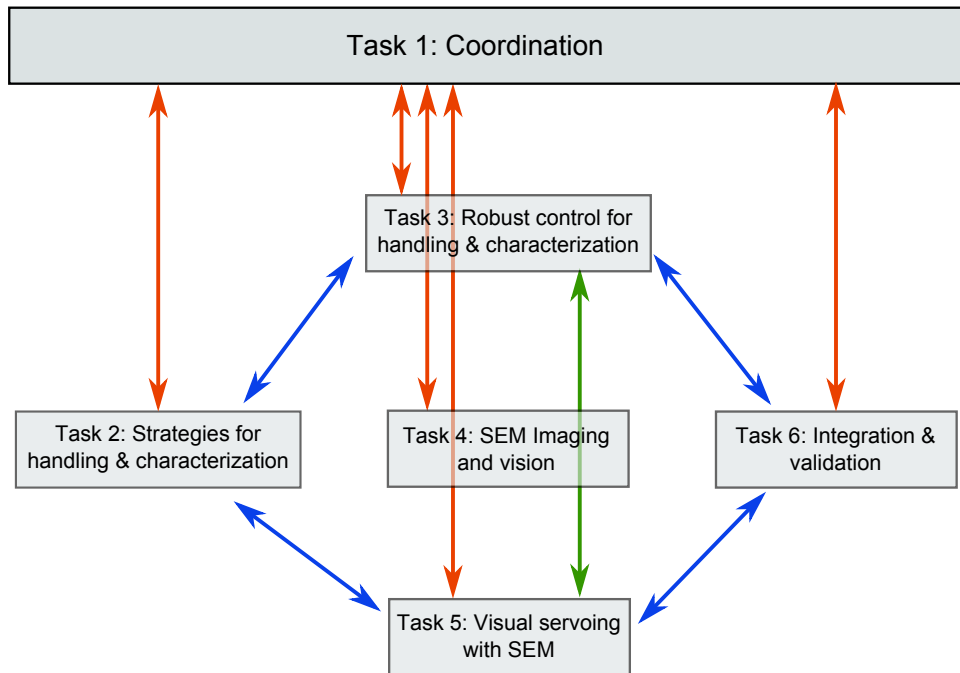 Task 1: Coordination
Task 3: Robust control for
handling & characterization
Task 2: Strategies for
handling & characterization
Task 4: SEM Imaging
and vision
Task 6: Integration &
validation
Task 5: Visual servoing
with SEM